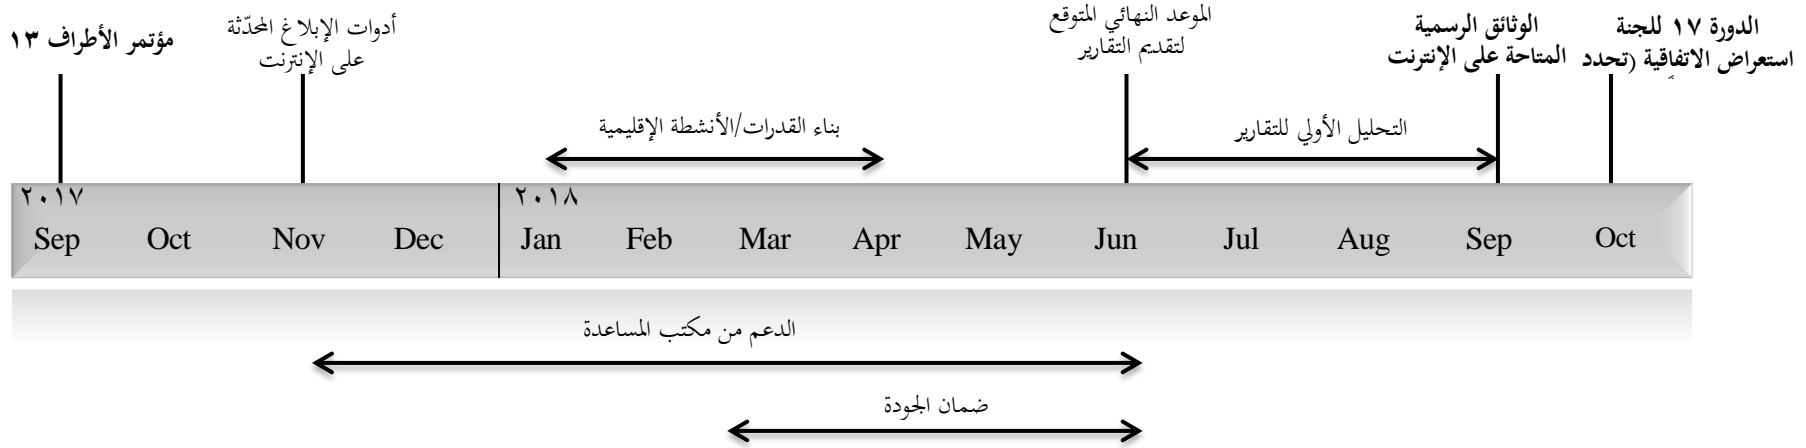 مؤتمر الأطراف ١٣
أدوات الإبلاغ المحدّثة
على الإنترنت
الموعد النهائي المتوقع
لتقديم التقارير
الوثائق الرسمية
المتاحة على الإنترنت
الدورة ١٧ للجنة
استعراض الاتفاقية (تحدد
بناء القدرات/الأنشطة الإقليمية
التحليل الأولي للتقارير
٢٠١٧
٢٠١٨
Sep Oct Nov Dec Jan Feb Mar Apr May Jun Jul Aug Sep Oct
الدعم من مكتب المساعدة
ضمان الجودة